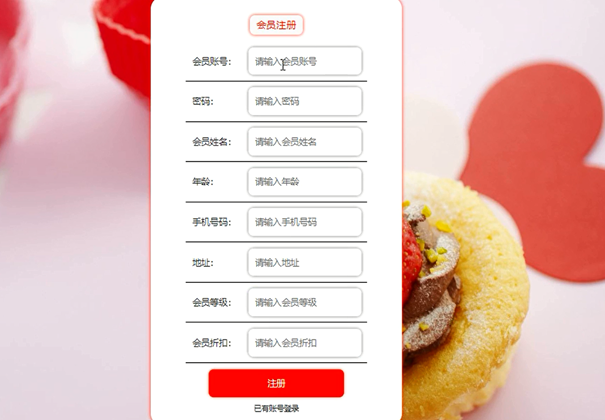 会员注册
会员账号： 请输入会员账号
密码： 请输入密码
会员姓名： 请输入会员姓名
年龄： 请输入年龄
手机号码： 请输入手机号码
地址： 请输入地址
会员等级： 请输入会员等级
会员折扣： 请输入会员折扣
注册
已有账号登录